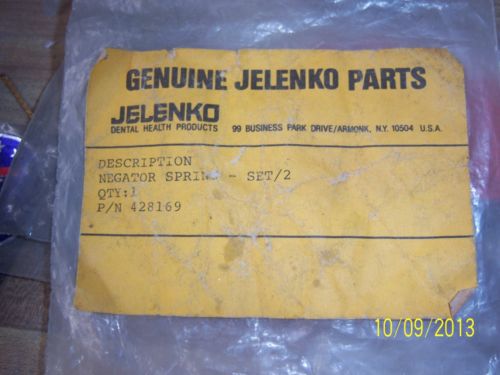 GENUINE JELENKO PARTS
JELENKO
DENTAL HEALTH PRODUCTS 99 BUSINESS PARK DRIVE/ARMONK, N.Y. 10504 U.S.A.
DESCRIPTION
NEGATOR SPRING - SET/2
QTY:1
P/N 428169
10/09/2013